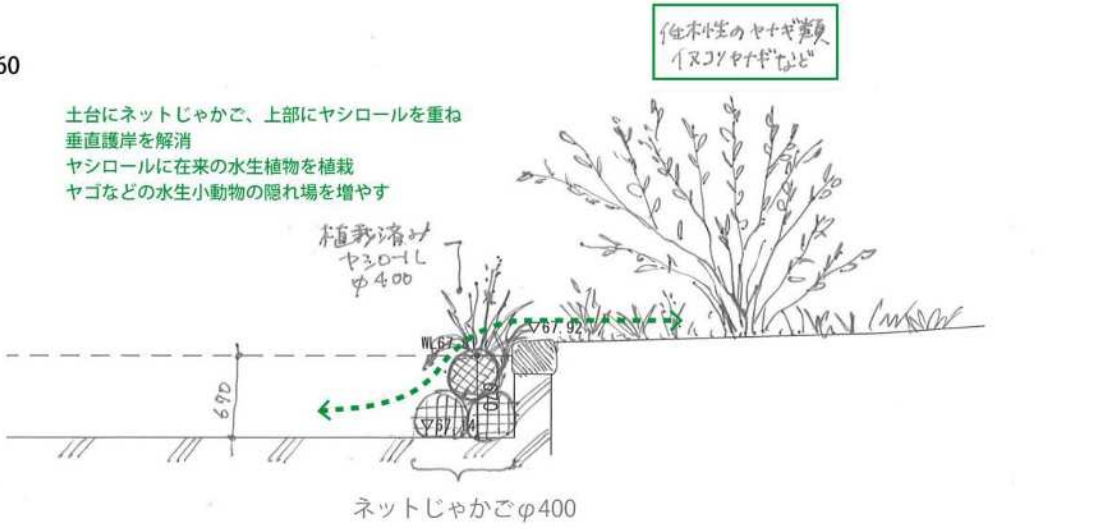 60
低木性のヤナギ類
イヌコリヤナギなど
土台にネットじゃかご、上部にヤシロールを重ね
垂直護岸を解消
ヤシロールに在来の水生植物を植栽
ヤゴなどの水生小動物の隠れ場を増やす
植栽済み
ヤシロール
φ400
▽67.92
WL67.
690
670
▽67.14
ネットじゃかごφ400